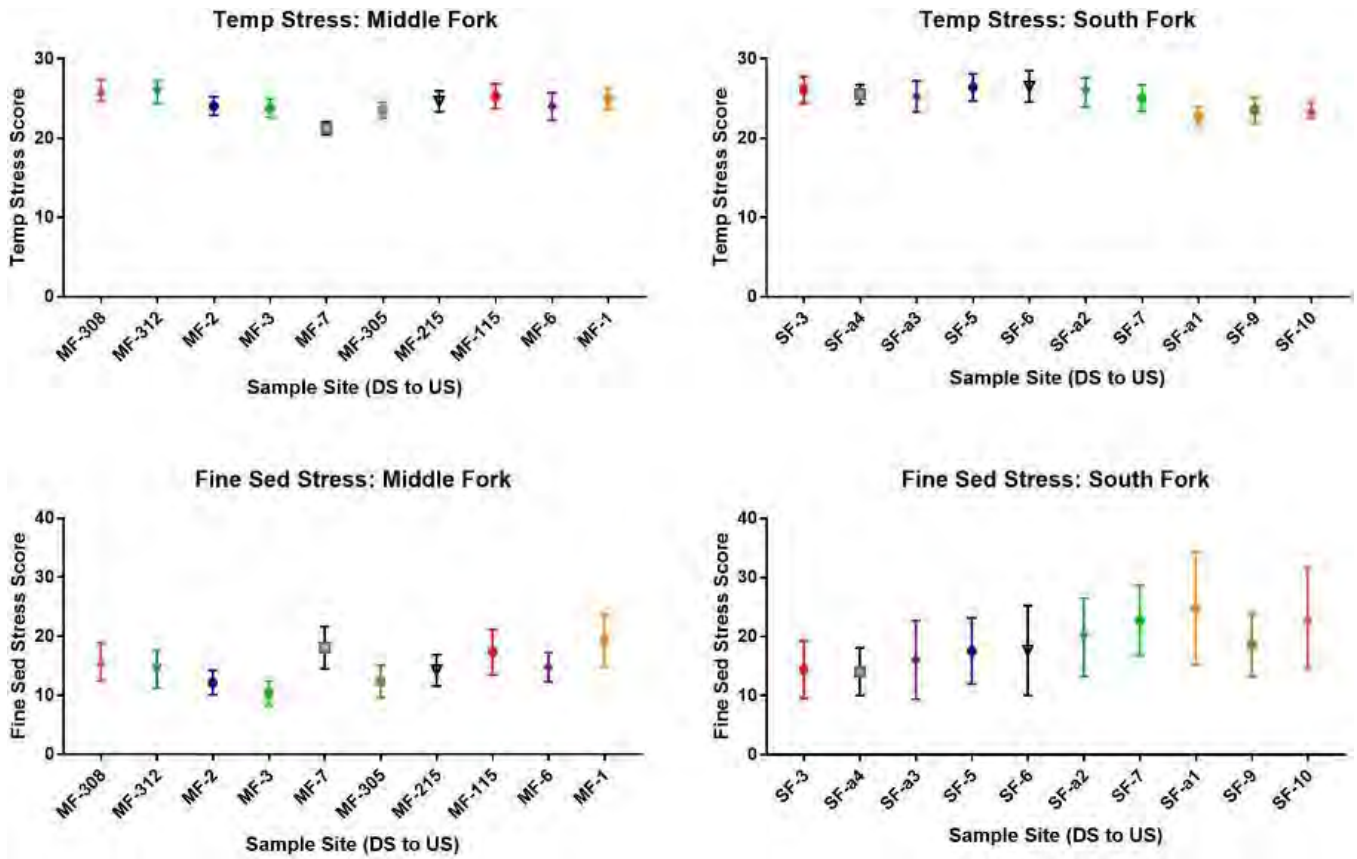 Temp Stress: Middle Fork
30
20
10
0
Temp Stress Score
MF-308
MF-312
MF-2
MF-3
MF-7
MF-305
MF-215
MF-115
MF-6
MF-1
Sample Site (DS to US)
Temp Stress: South Fork
30
20
10
0
Temp Stress Score
SF-3
SF-a4
SF-a3
SF-5
SF-6
SF-a2
SF-7
SF-a1
SF-9
SF-10
Sample Site (DS to US)
Fine Sed Stress: Middle Fork
40
30
20
10
0
Fine Sed Stress Score
MF-308
MF-312
MF-2
MF-3
MF-7
MF-305
MF-215
MF-115
MF-6
MF-1
Sample Site (DS to US)
Fine Sed Stress: South Fork
40
30
20
10
0
Fine Sed Stress Score
SF-3
SF-a4
SF-a3
SF-5
SF-6
SF-a2
SF-7
SF-a1
SF-9
SF-10
Sample Site (DS to US)